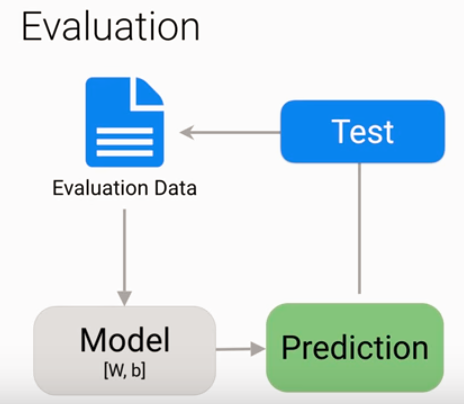 Evaluation
Test
Evaluation Data
Model
[W, b]
Prediction